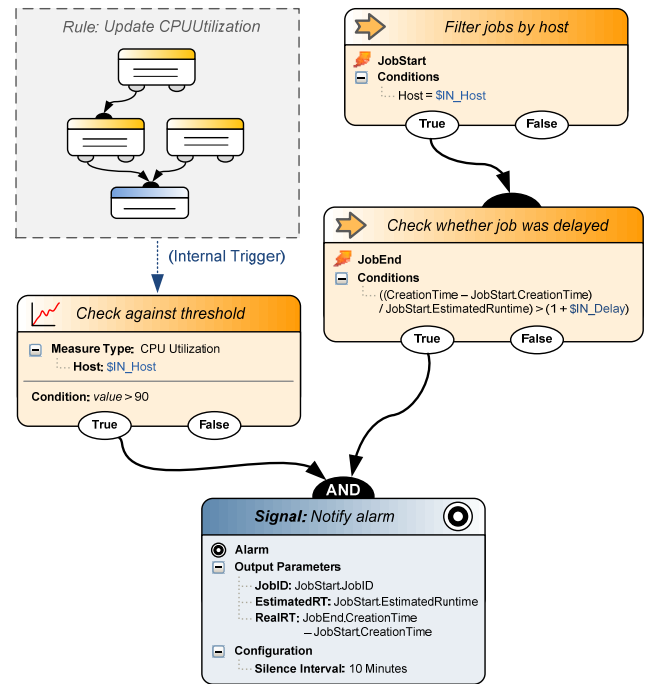 Rule: Update CPUUtilization
(Internal Trigger)
Check against threshold
Measure Type: CPU Utilization
Host: $IN_Host
Condition: value > 90
True
False
Filter jobs by host
JobStart
Conditions
Host = $IN_Host
True
False
Check whether job was delayed
JobEnd
Conditions
((CreationTime – JobStart.CreationTime)
/ JobStart.EstimatedRuntime) > (1 + $IN_Delay)
True
False
AND
Signal: Notify alarm
Alarm
Output Parameters
JobID: JobStart.JobID
EstimatedRT: JobStart.EstimatedRuntime
RealRT: JobEnd.CreationTime
– JobStart.CreationTime
Configuration
Silence Interval: 10 Minutes